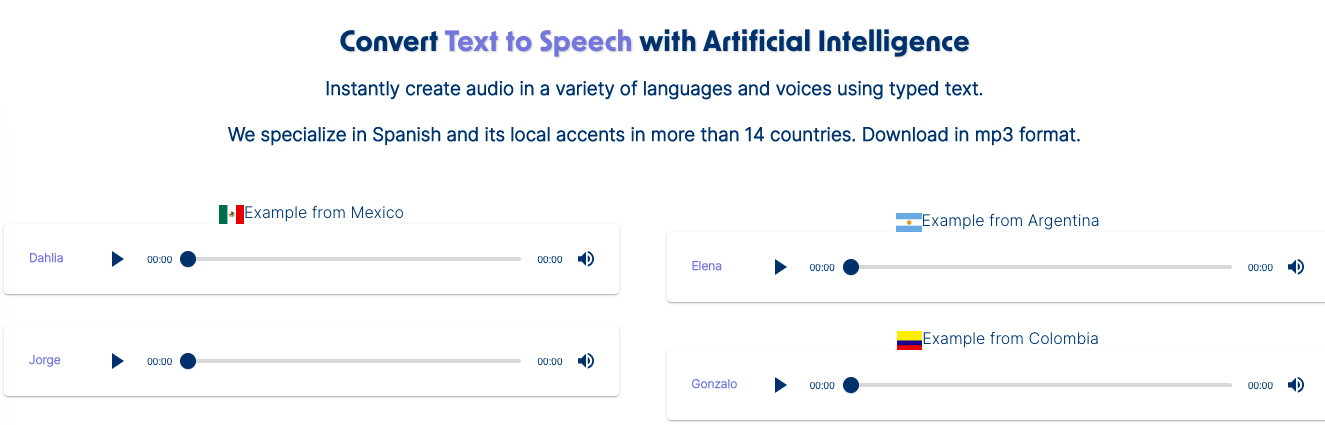 Convert Text to Speech with Artificial Intelligence
Instantly create audio in a variety of languages and voices using typed text.
We specialize in Spanish and its local accents in more than 14 countries. Download in mp3 format.
Example from Mexico
Dahlia 00:00 00:00
Jorge 00:00 00:00
Example from Argentina
Elena 00:00 00:00
Example from Colombia
Gonzalo 00:00 00:00